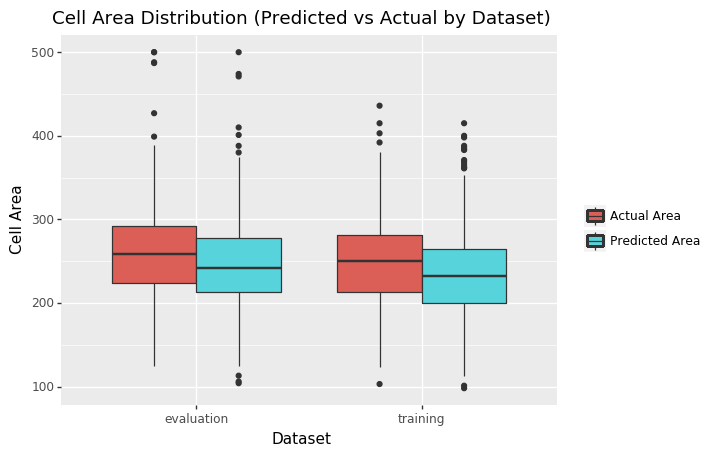 Cell Area Distribution (Predicted vs Actual by Dataset)
500
400
300
200
100
Cell Area
evaluation
training
Dataset
Actual Area
Predicted Area